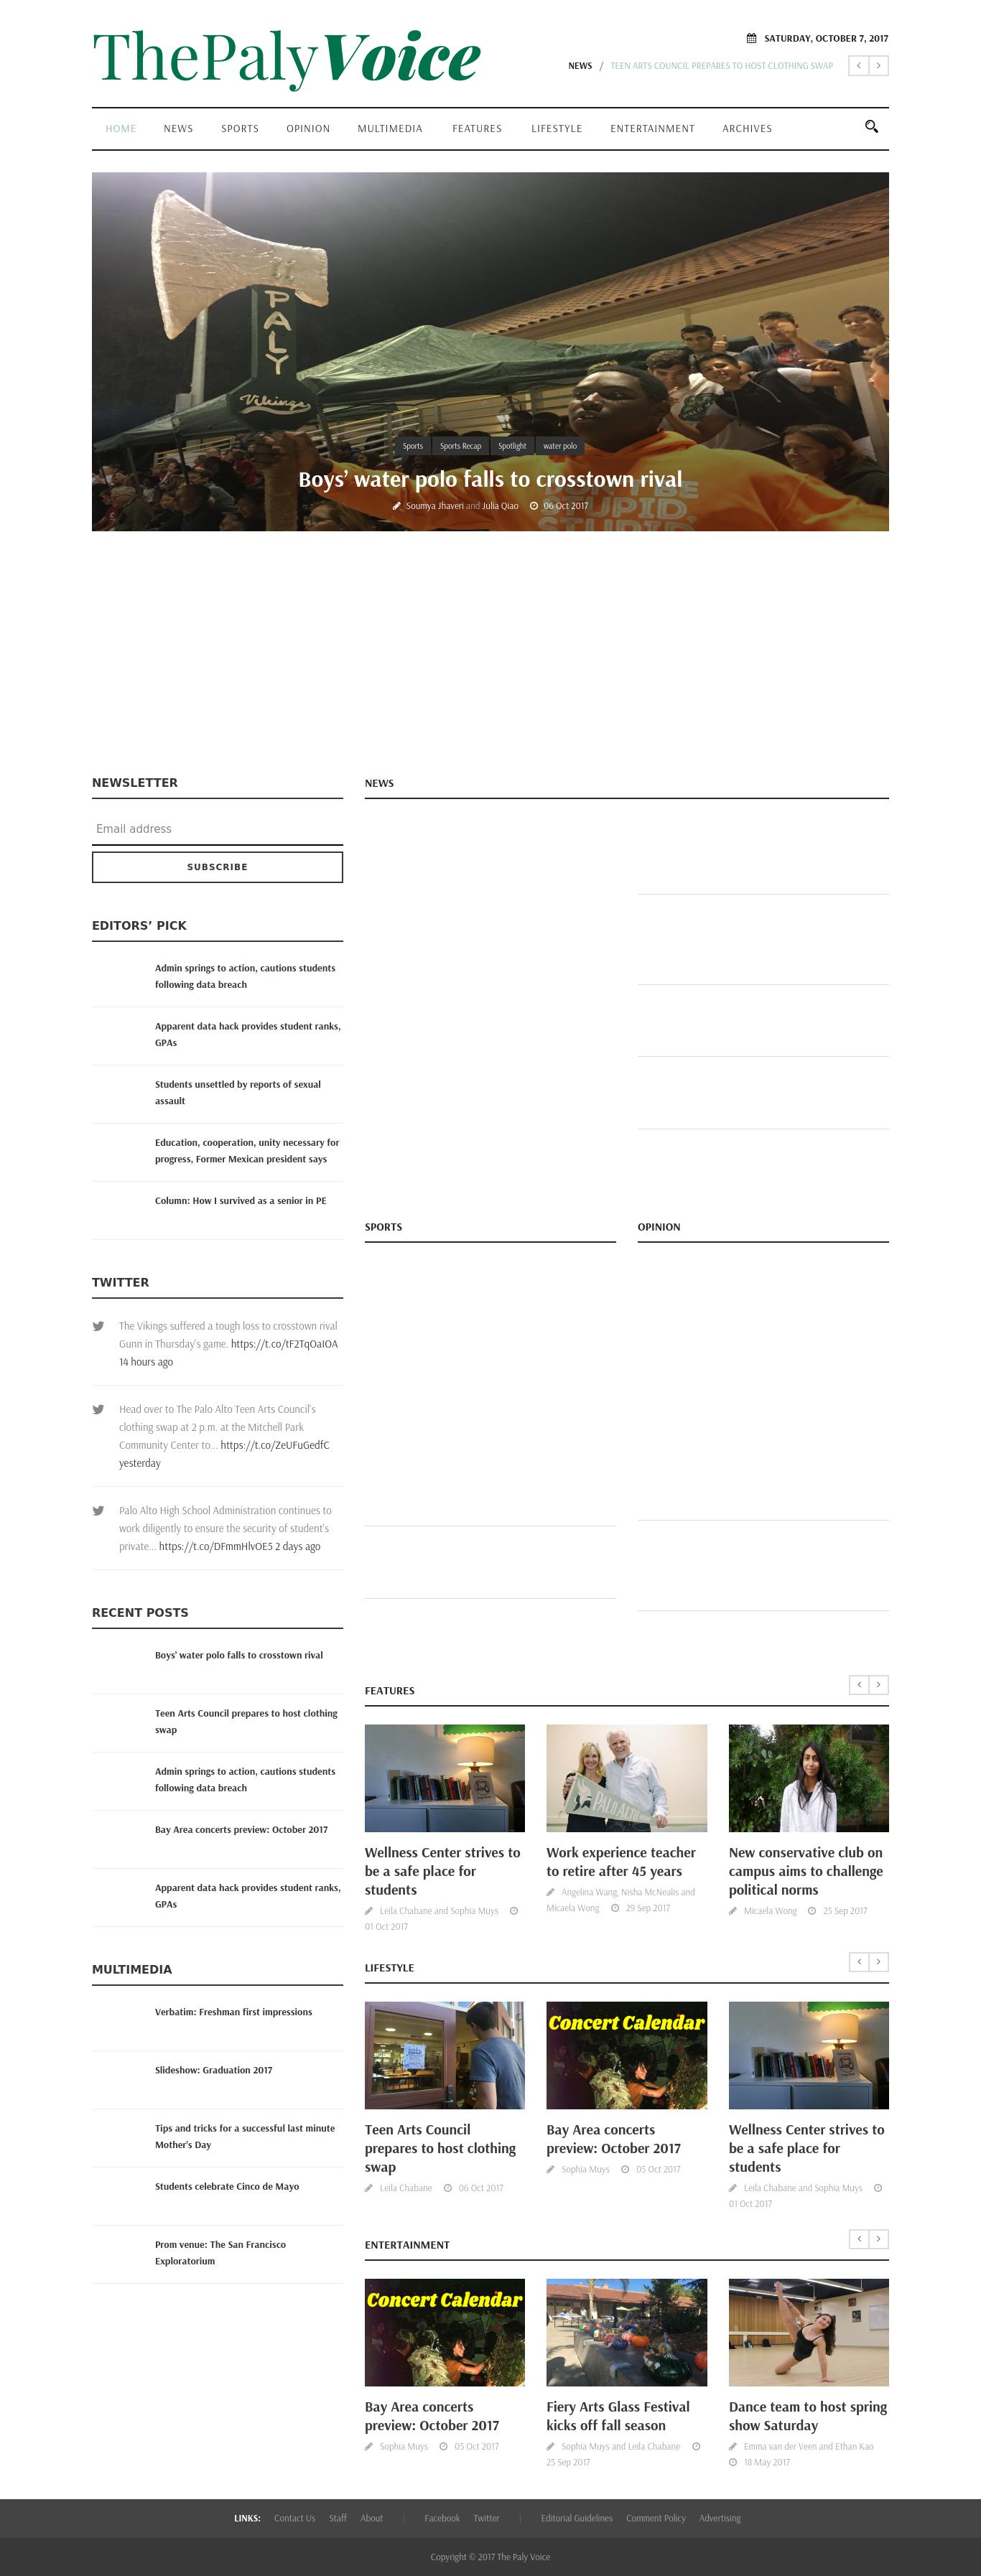 ThePalyVoice
SATURDAY, OCTOBER 7, 2017
NEWS / TEEN ARTS COUNCIL PREPARES TO HOST CLOTHING SWAP
HOME NEWS SPORTS OPINION MULTIMEDIA FEATURES LIFESTYLE ENTERTAINMENT ARCHIVES
PALY
Vikings
Sports Sports Recap Spotlight water polo
Boys’ water polo falls to crosstown rival
Soumya Jhaveri and Julia Qiao 06 Oct 2017
DON'T BE
STUPID
STUPID
NEWSLETTER
Email address
SUBSCRIBE
EDITORS’ PICK
Admin springs to action, cautions students
following data breach
Apparent data hack provides student ranks,
GPAs
Students unsettled by reports of sexual
assault
Education, cooperation, unity necessary for
progress, Former Mexican president says
Column: How I survived as a senior in PE
TWITTER
The Vikings suffered a tough loss to crosstown rival
Gunn in Thursday's game. https://t.co/tF2TqOaIOA
14 hours ago
Head over to The Palo Alto Teen Arts Council's
clothing swap at 2 p.m. at the Mitchell Park
Community Center to... https://t.co/ZeUFuGedfC
yesterday
Palo Alto High School Administration continues to
work diligently to ensure the security of student's
private... https://t.co/DFmmHlvOE5 2 days ago
RECENT POSTS
Boys’ water polo falls to crosstown rival
Teen Arts Council prepares to host clothing
swap
Admin springs to action, cautions students
following data breach
Bay Area concerts preview: October 2017
Apparent data hack provides student ranks,
GPAs
MULTIMEDIA
Verbatim: Freshman first impressions
Slideshow: Graduation 2017
Tips and tricks for a successful last minute
Mother’s Day
Students celebrate Cinco de Mayo
Prom venue: The San Francisco
Exploratorium
NEWS
SPORTS
OPINION
FEATURES
Wellness Center strives to
be a safe place for
students
Leila Chabane and Sophia Muys
01 Oct 2017
PALO ALTO
Work experience teacher
to retire after 45 years
Angelina Wang, Nisha McNealis and
Micaela Wong 29 Sep 2017
New conservative club on
campus aims to challenge
political norms
Micaela Wong 25 Sep 2017
LIFESTYLE
Teen Arts Council
prepares to host clothing
swap
Leila Chabane 06 Oct 2017
Concert Calendar
Bay Area concerts
preview: October 2017
Sophia Muys 05 Oct 2017
Wellness Center strives to
be a safe place for
students
Leila Chabane and Sophia Muys
01 Oct 2017
ENTERTAINMENT
Concert Calendar
Bay Area concerts
preview: October 2017
Sophia Muys 05 Oct 2017
Fiery Arts Glass Festival
kicks off fall season
Sophia Muys and Leila Chabane
25 Sep 2017
Dance team to host spring
show Saturday
Emma van der Veen and Ethan Kao
18 May 2017
LINKS: Contact Us Staff About | Facebook Twitter | Editorial Guidelines Comment Policy Advertising
Copyright © 2017 The Paly Voice